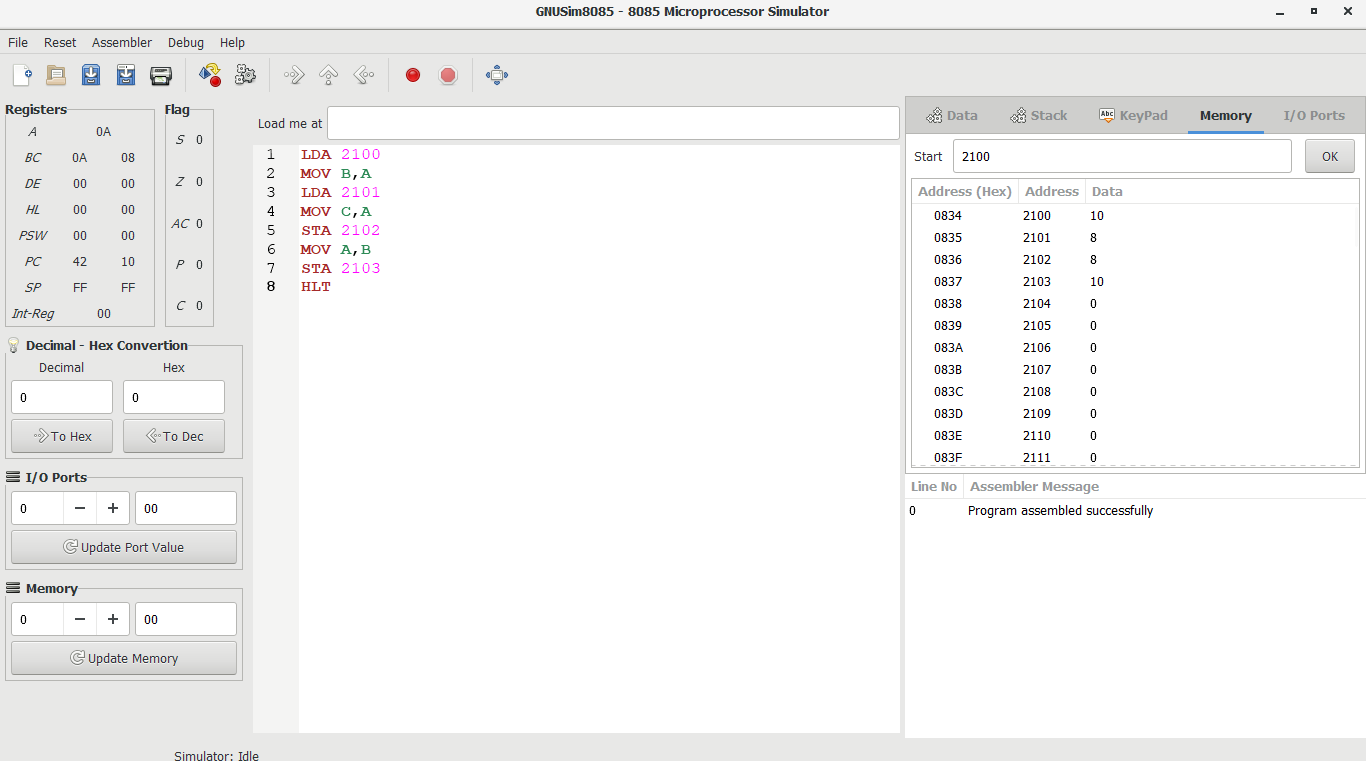 GNUSim8085 - 8085 Microprocessor Simulator
File Reset Assembler Debug Help
Registers
A 0A
BC 0A 08
DE 00 00
HL 00 00
PSW 00 00
PC 42 10
SP FF FF
Int-Reg 00
Flag
S 0
Z 0
AC 0
P 0
C 0
Decimal - Hex Convertion
Decimal Hex
0 0
To Hex To Dec
I/O Ports
0 − + 00
Update Port Value
Memory
0 − + 00
Update Memory
Load me at
1 LDA 2100
2 MOV B,A
3 LDA 2101
4 MOV C,A
5 STA 2102
6 MOV A,B
7 STA 2103
8 HLT
Data Stack Abc KeyPad Memory I/O Ports
Start 2100 OK
Address (Hex) Address Data
0834 2100 10
0835 2101 8
0836 2102 8
0837 2103 10
0838 2104 0
0839 2105 0
083A 2106 0
083B 2107 0
083C 2108 0
083D 2109 0
083E 2110 0
083F 2111 0
Line No Assembler Message
0 Program assembled successfully
Simulator: Idle